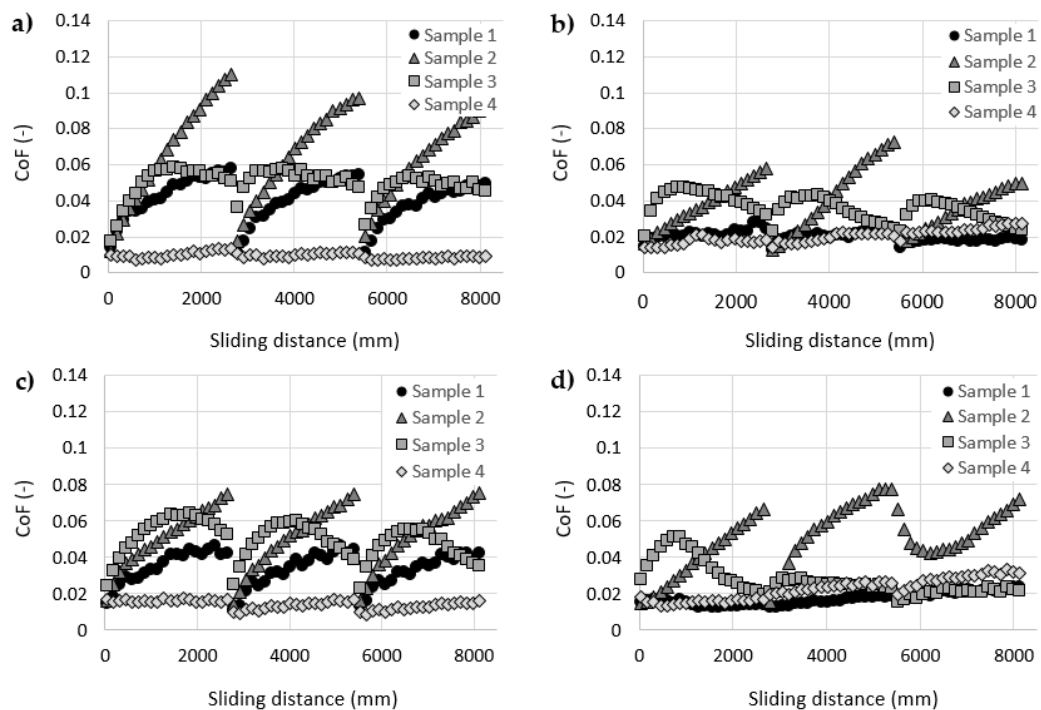 a)
0.14
0.12
0.1
0.08
0.06
0.04
0.02
0
CoF (-)
Sample 1
Sample 2
Sample 3
Sample 4
0 2000 4000 6000 8000
Sliding distance (mm)
b)
0.14
0.12
0.1
0.08
0.06
0.04
0.02
0
CoF (-)
Sample 1
Sample 2
Sample 3
Sample 4
0 2000 4000 6000 8000
Sliding distance (mm)
c)
0.14
0.12
0.1
0.08
0.06
0.04
0.02
0
CoF (-)
Sample 1
Sample 2
Sample 3
Sample 4
0 2000 4000 6000 8000
Sliding distance (mm)
d)
0.14
0.12
0.1
0.08
0.06
0.04
0.02
0
CoF (-)
Sample 1
Sample 2
Sample 3
Sample 4
0 2000 4000 6000 8000
Sliding distance (mm)